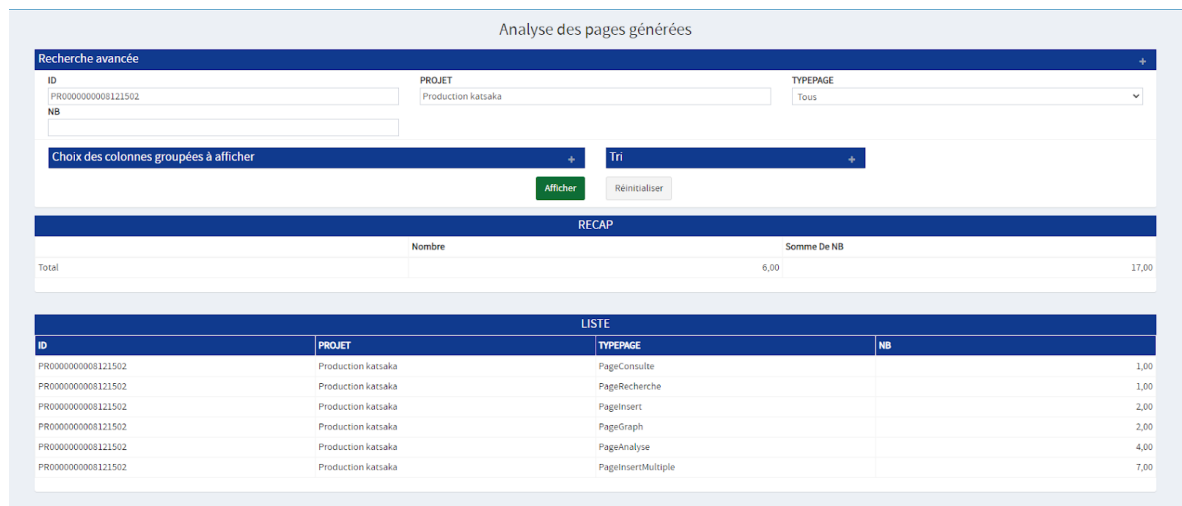 Analyse des pages générées
Recherche avancée +
ID PROJET TYPEPAGE
PR0000000008121502 Production katsaka Tous
NB
Choix des colonnes groupées à afficher + Tri +
Afficher Réinitialiser
RECAP
Nombre Somme De NB
Total 6,00 17,00
LISTE
ID PROJET TYPEPAGE NB
PR0000000008121502 Production katsaka PageConsulte 1,00
PR0000000008121502 Production katsaka PageRecherche 1,00
PR0000000008121502 Production katsaka PageInsert 2,00
PR0000000008121502 Production katsaka PageGraph 2,00
PR0000000008121502 Production katsaka PageAnalyse 4,00
PR0000000008121502 Production katsaka PageInsertMultiple 7,00